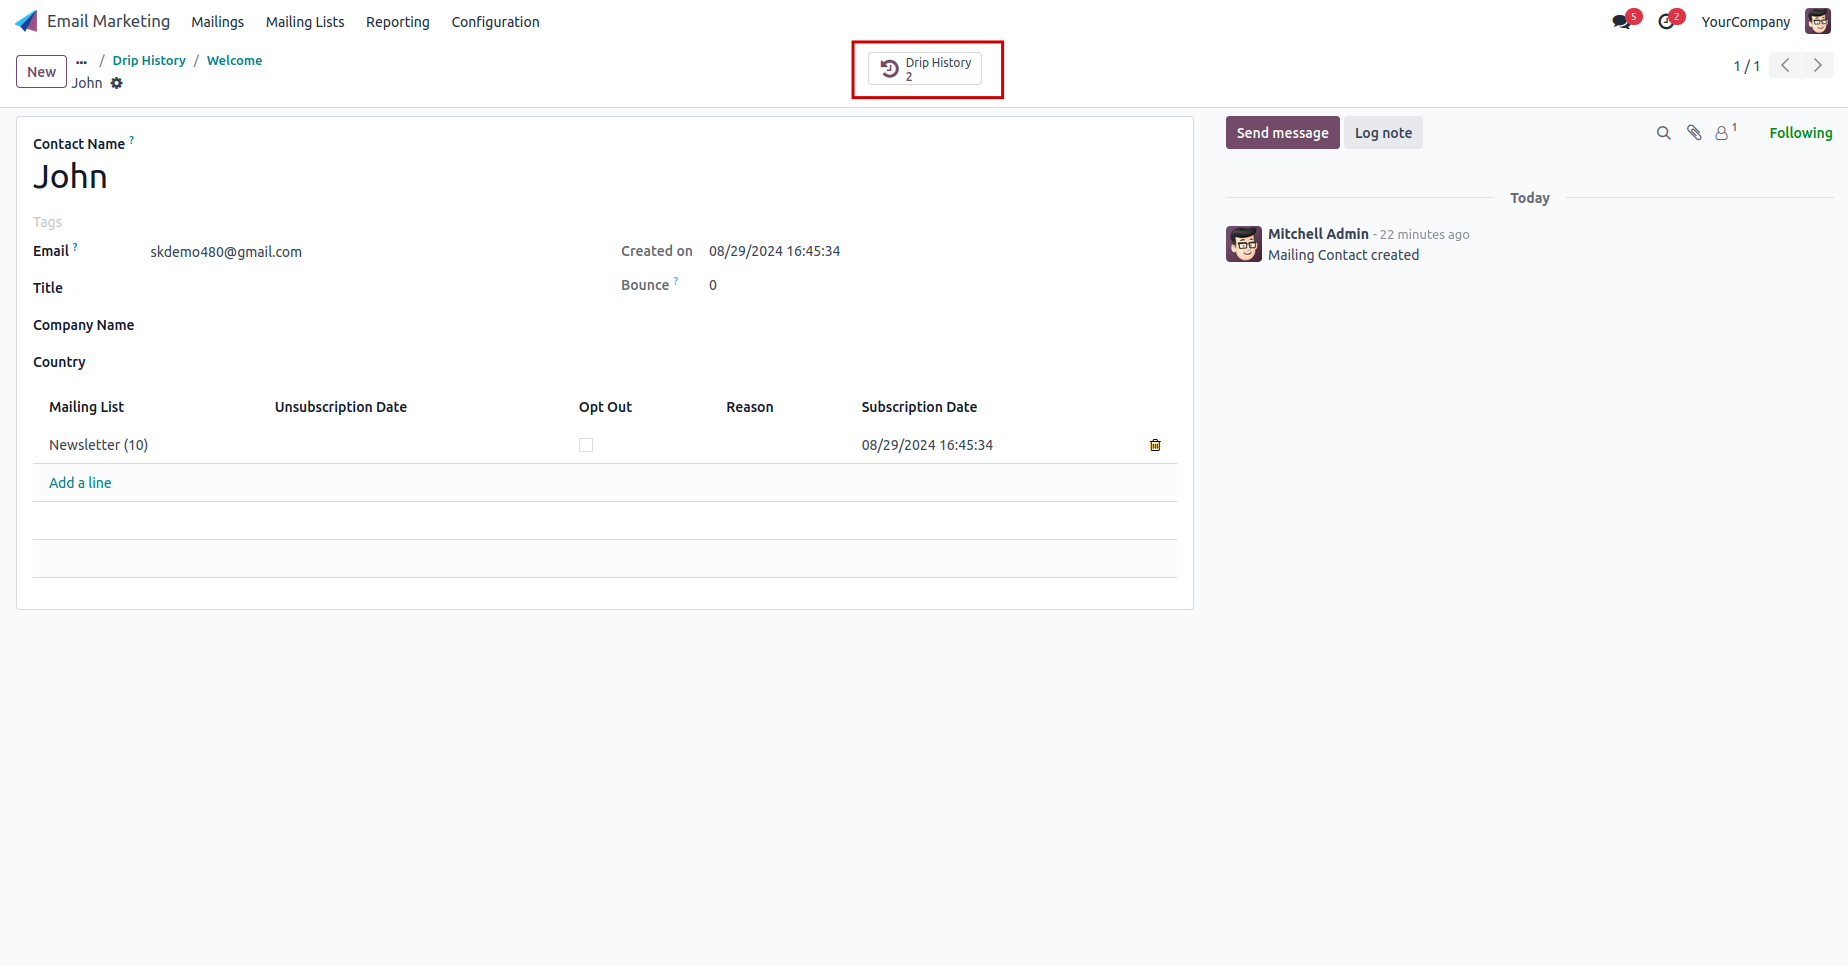 Email Marketing Mailings Mailing Lists Reporting Configuration 5 2 YourCompany
New ... / Drip History / Welcome
John
Drip History
2
1 / 1
Contact Name ?
John
Tags
Email ? skdemo480@gmail.com
Created on 08/29/2024 16:45:34
Title
Bounce ? 0
Company Name
Country
Mailing List Unsubscription Date Opt Out Reason Subscription Date
Newsletter (10) 08/29/2024 16:45:34
Add a line
Send message Log note 1 Following
Today
Mitchell Admin - 22 minutes ago
Mailing Contact created